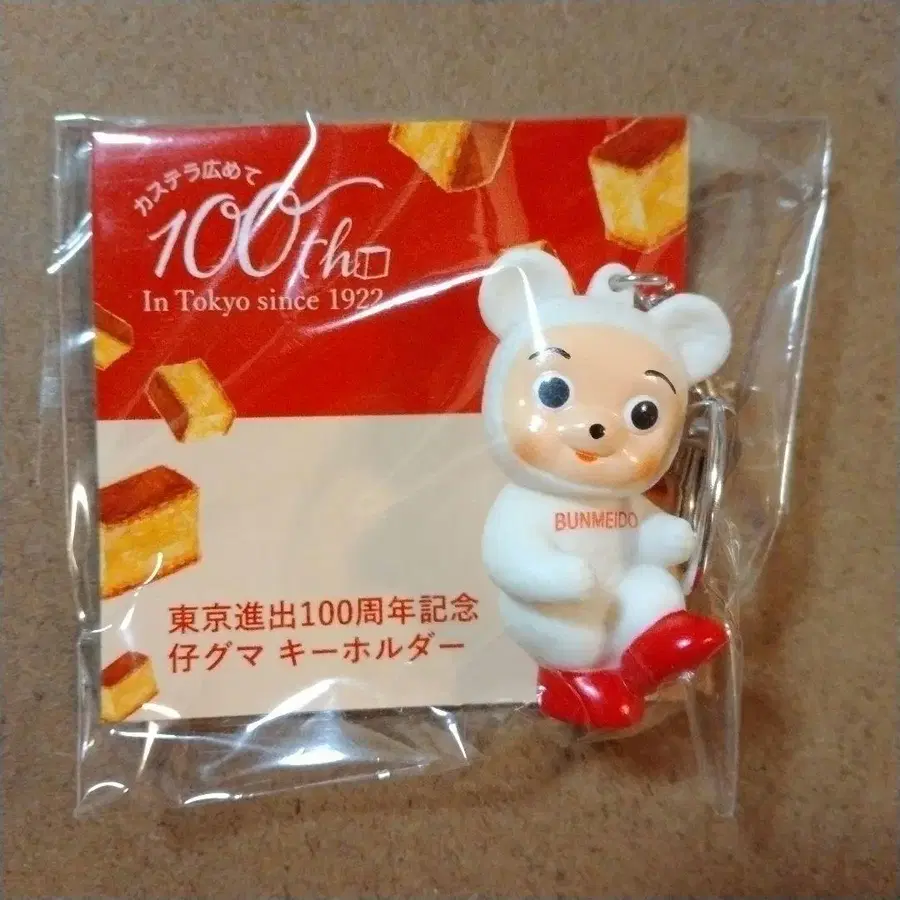 カステラ広めて
100th
In Tokyo since 1922
BUNMEIDO
東京進出100周年記念
仔グマ キーホルダー